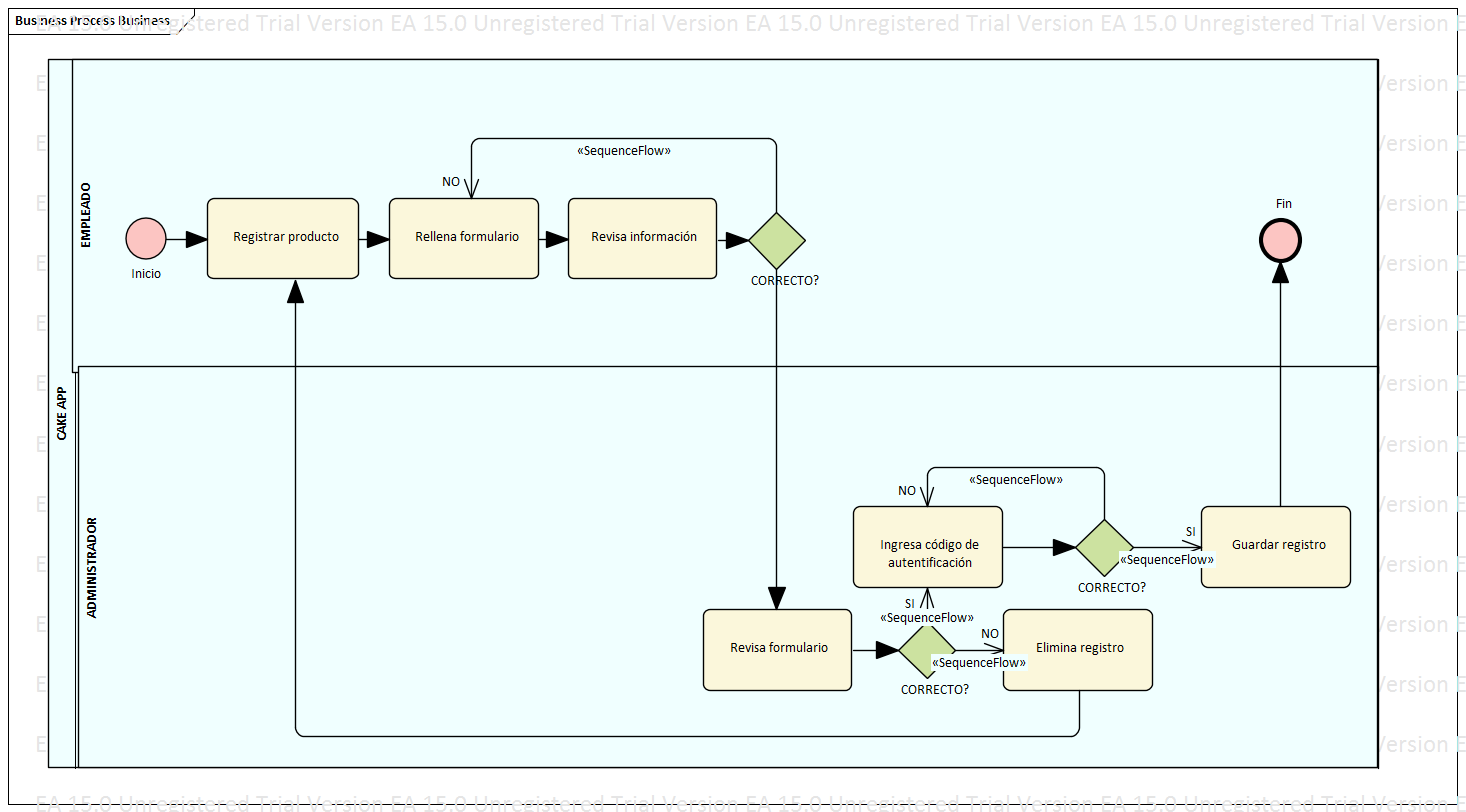 Business Process Business
EA 15.0 Unregistered Trial Version EA 15.0 Unregistered Trial Version EA 15.0 Unregistered Trial Version EA 15.0 Unregistered Trial Version E
CAKE APP
EMPLEADO
Inicio
Registrar producto
Rellena formulario
Revisa información
«SequenceFlow»
NO
CORRECTO?
Fin
ADMINISTRADOR
«SequenceFlow»
NO
Ingresa código de
autentificación
CORRECTO?
SI
«SequenceFlow»
Guardar registro
Revisa formulario
SI
«SequenceFlow»
CORRECTO?
NO
«SequenceFlow»
Elimina registro
EA 15.0 Unregistered Trial Version EA 15.0 Unregistered Trial Version EA 15.0 Unregistered Trial Version EA 15.0 Unregistered Trial Version E